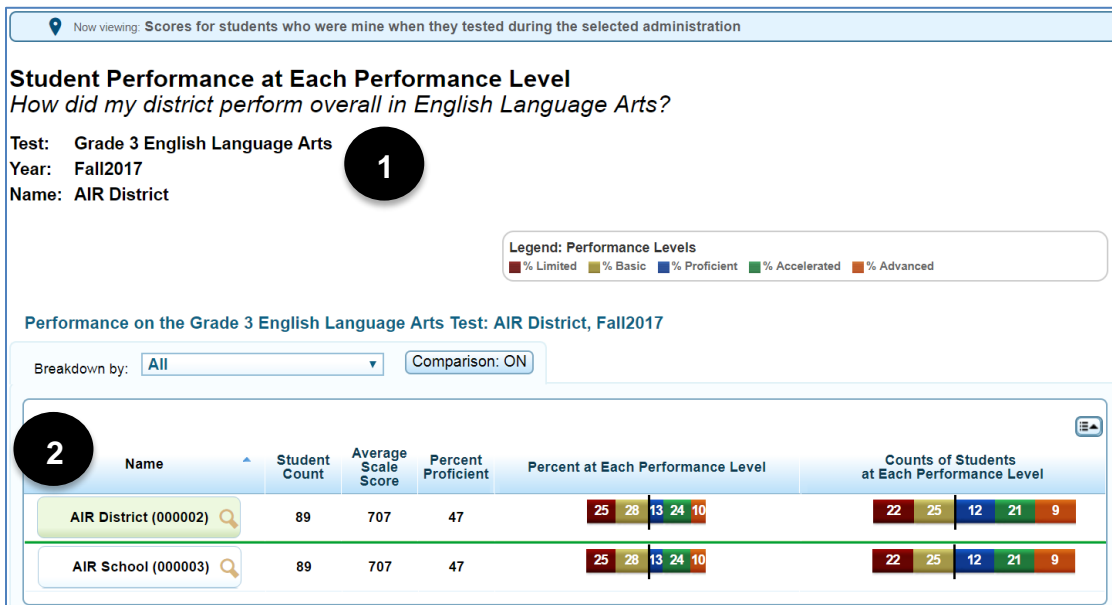 Now viewing: Scores for students who were mine when they tested during the selected administration
Student Performance at Each Performance Level
How did my district perform overall in English Language Arts?
Test: Grade 3 English Language Arts
Year: Fall2017
Name: AIR District
1
Legend: Performance Levels
% Limited % Basic % Proficient % Accelerated % Advanced
Performance on the Grade 3 English Language Arts Test: AIR District, Fall2017
Breakdown by: All Comparison: ON
2
Name Student Count Average Scale Score Percent Proficient Percent at Each Performance Level Counts of Students at Each Performance Level
AIR District (000002) 89 707 47 25 28 13 24 10 22 25 12 21 9
AIR School (000003) 89 707 47 25 28 13 24 10 22 25 12 21 9